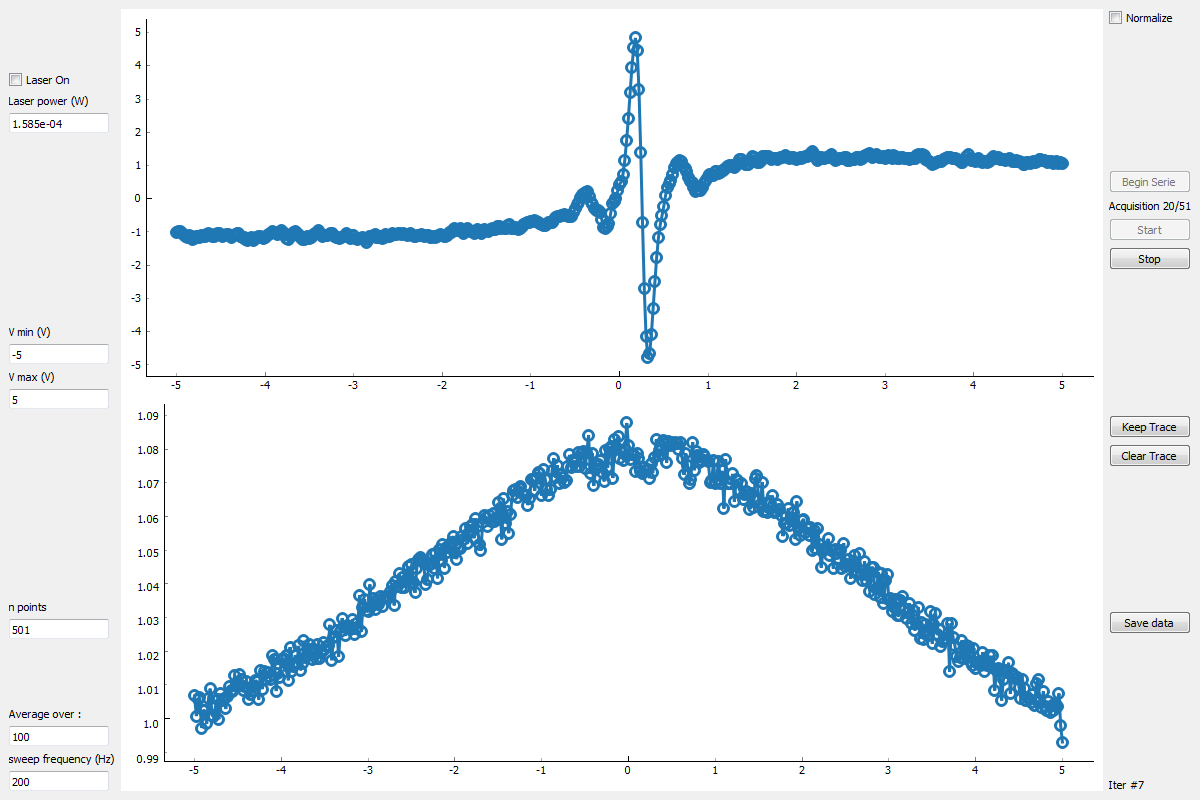 Normalize
Laser On
Laser power (W)
1.585e-04
5
4
3
2
1
0
-1
-2
-3
-4
-5
-5 -4 -3 -2 -1 0 1 2 3 4 5
Begin Serie
Acquisition 20/51
Start
Stop
V min (V)
-5
V max (V)
5
1.09
1.08
1.07
1.06
1.05
1.04
1.03
1.02
1.01
1.0
0.99
-5 -4 -3 -2 -1 0 1 2 3 4 5
Keep Trace
Clear Trace
n points
501
Save data
Average over :
100
sweep frequency (Hz)
200
Iter #7